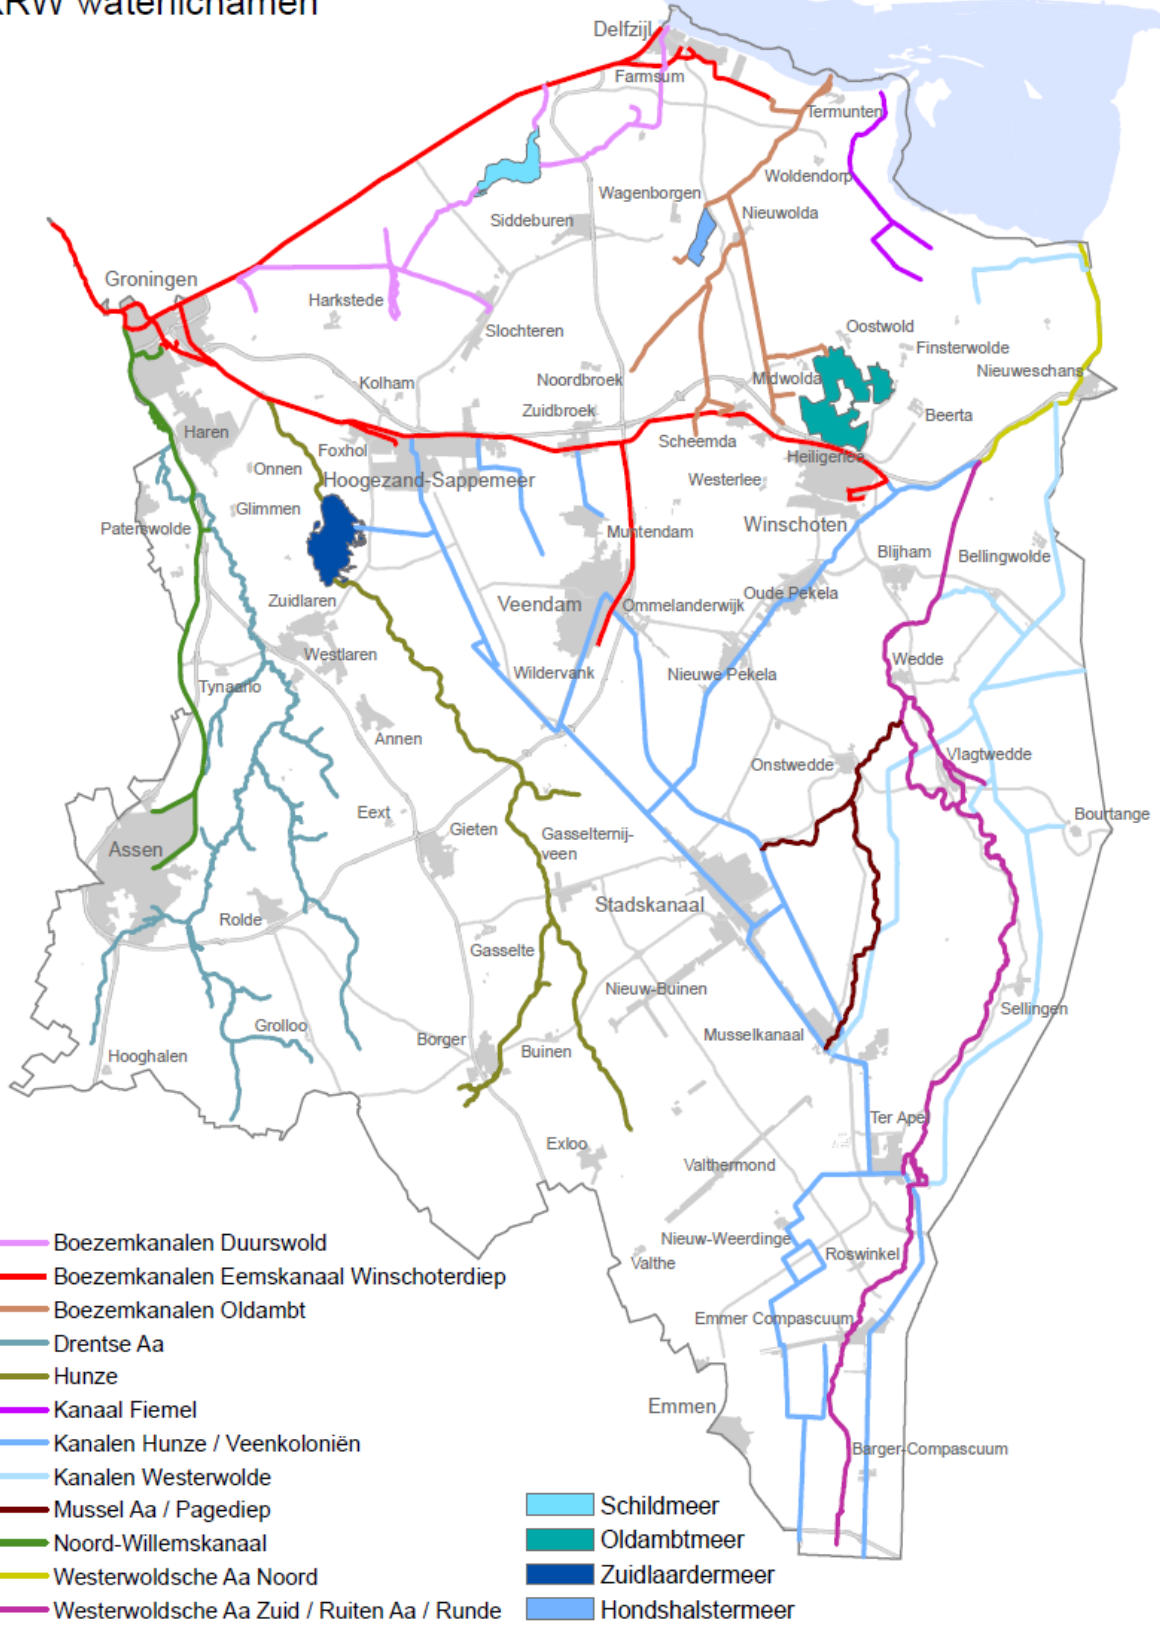 KRW waterlichamen
Delfzijl
Farmsum
Termunten
Woldendorp
Wagenborgen
Nieuwolda
Siddeburen
Groningen
Harkstede
Slochteren
Oostwold
Finsterwolde
Nieuweschans
Kolham
Noordbroek
Midwolda
Zuidbroek
Beerta
Haren
Foxhol
Scheemda
Heiligerlee
Onnen
Hoogezand-Sappemeer
Westerlee
Glimmen
Paterswolde
Muntendam
Winschoten
Blijham
Bellingwolde
Zuidlaren
Veendam
Ommelanderwijk
Oude Pekela
Westlaren
Wildervank
Nieuwe Pekela
Wedde
Tynaarlo
Annen
Onstwedde
Vlagtwedde
Eext
Gieten
Gasselternij-
veen
Bourtange
Assen
Rolde
Stadskanaal
Gasselte
Nieuw-Buinen
Sellingen
Grolloo
Hooghalen
Borger
Buinen
Musselkanaal
Ter Apel
Exloo
Valthermond
Nieuw-Weerdinge
Valthe
Roswinkel
Emmer Compascuum
Emmen
Barger-Compascuum
Boezemkanalen Duurswold
Boezemkanalen Eemskanaal Winschoterdiep
Boezemkanalen Oldambt
Drentse Aa
Hunze
Kanaal Fiemel
Kanalen Hunze / Veenkoloniën
Kanalen Westerwolde
Mussel Aa / Pagediep
Noord-Willemskanaal
Westerwoldsche Aa Noord
Westerwoldsche Aa Zuid / Ruiten Aa / Runde
Schildmeer
Oldambtmeer
Zuidlaardermeer
Hondshalstermeer